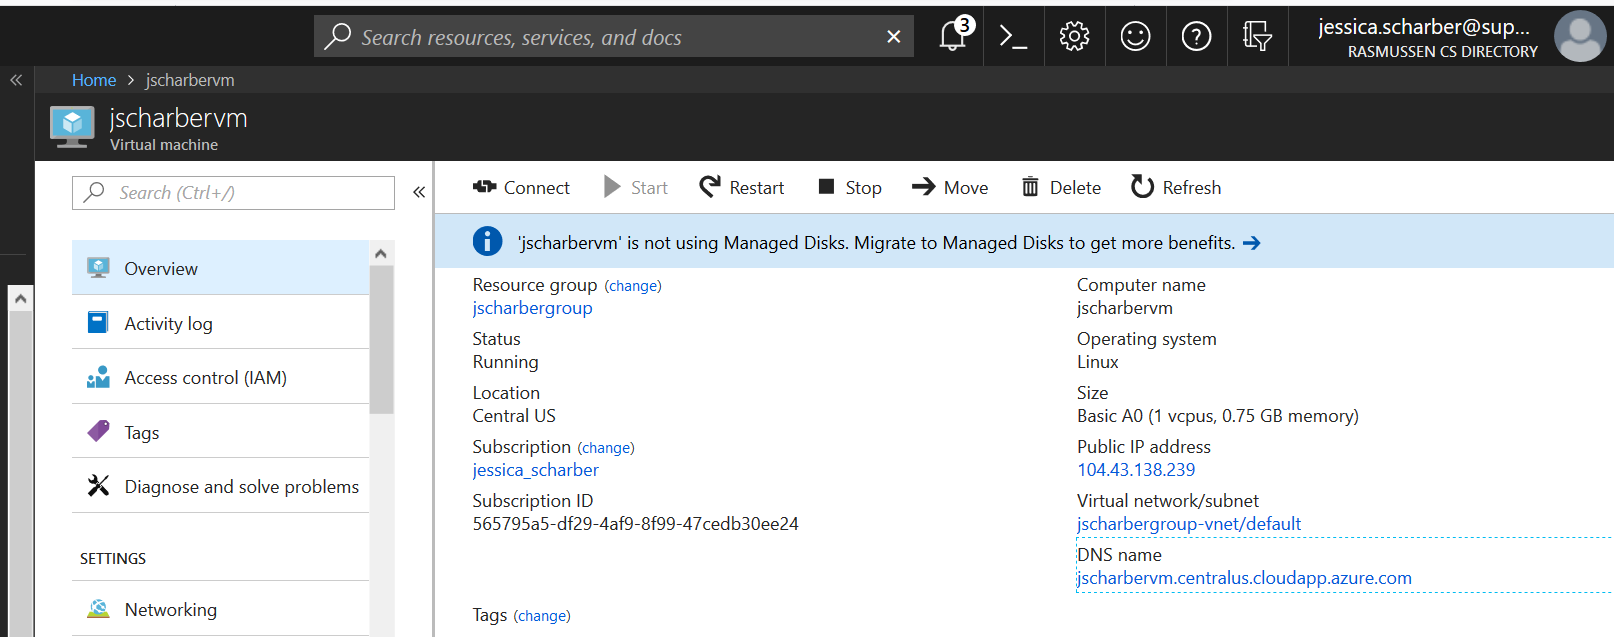 Search resources, services, and docs
3
jessica.scharber@sup...
RASMUSSEN CS DIRECTORY
Home > jscharbervm
jscharbervm
Virtual machine
Search (Ctrl+/)
Overview
Activity log
Access control (IAM)
Tags
Diagnose and solve problems
SETTINGS
Networking
Connect Start Restart Stop Move Delete Refresh
'jscharbervm' is not using Managed Disks. Migrate to Managed Disks to get more benefits. →
Resource group (change)
jscharbergroup
Status
Running
Location
Central US
Subscription (change)
jessica_scharber
Subscription ID
565795a5-df29-4af9-8f99-47cedb30ee24
Computer name
jscharbervm
Operating system
Linux
Size
Basic A0 (1 vcpus, 0.75 GB memory)
Public IP address
104.43.138.239
Virtual network/subnet
jscharbergroup-vnet/default
DNS name
jscharbervm.centralus.cloudapp.azure.com
Tags (change)